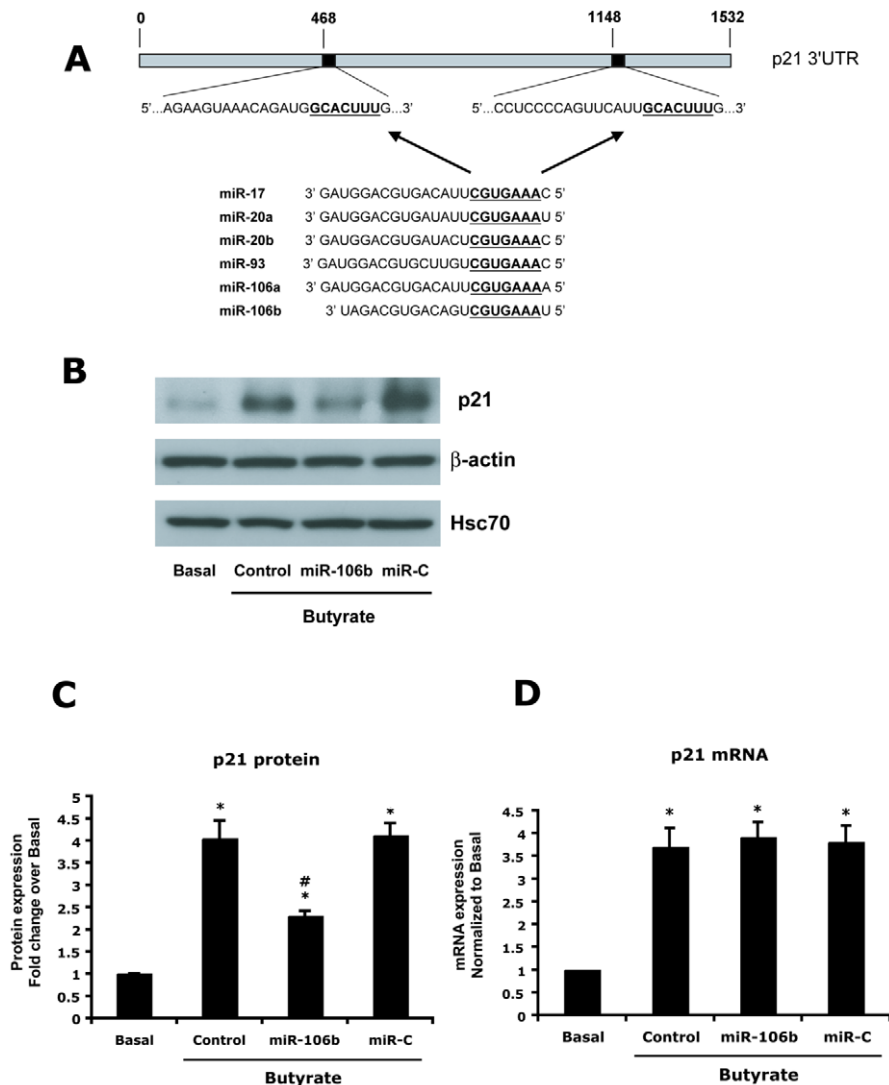 0 468 1148 1532
A p21 3'UTR
5'...AGAAGUAAACAGAUGGCACUUUG...3' 5'...CCUCCCCAGUUCAUUGCACUUUG...3'
miR-17 3' GAUGGACGUGACAUUCGUGAAAC 5'
miR-20a 3' GAUGGACGUGAUAUUCGUGAAAU 5'
miR-20b 3' GAUGGACGUGAUACUCGUGAAAC 5'
miR-93 3' GAUGGACGUGCUUGUCGUGAAAC 5'
miR-106a 3' GAUGGACGUGACAUUCGUGAAAA 5'
miR-106b 3' UAGACGUGACAGUCGUGAAAU 5'
B
p21
β-actin
Hsc70
Basal Control miR-106b miR-C
Butyrate
C
p21 protein
Protein expression
Fold change over Basal
5
4.5
4
3.5
3
2.5
2
1.5
1
0.5
0
*
#
*
*
Basal Control miR-106b miR-C
Butyrate
D
p21 mRNA
mRNA expression
Normalized to Basal
4.5
4
3.5
3
2.5
2
1.5
1
0.5
0
* * *
Basal Control miR-106b miR-C
Butyrate